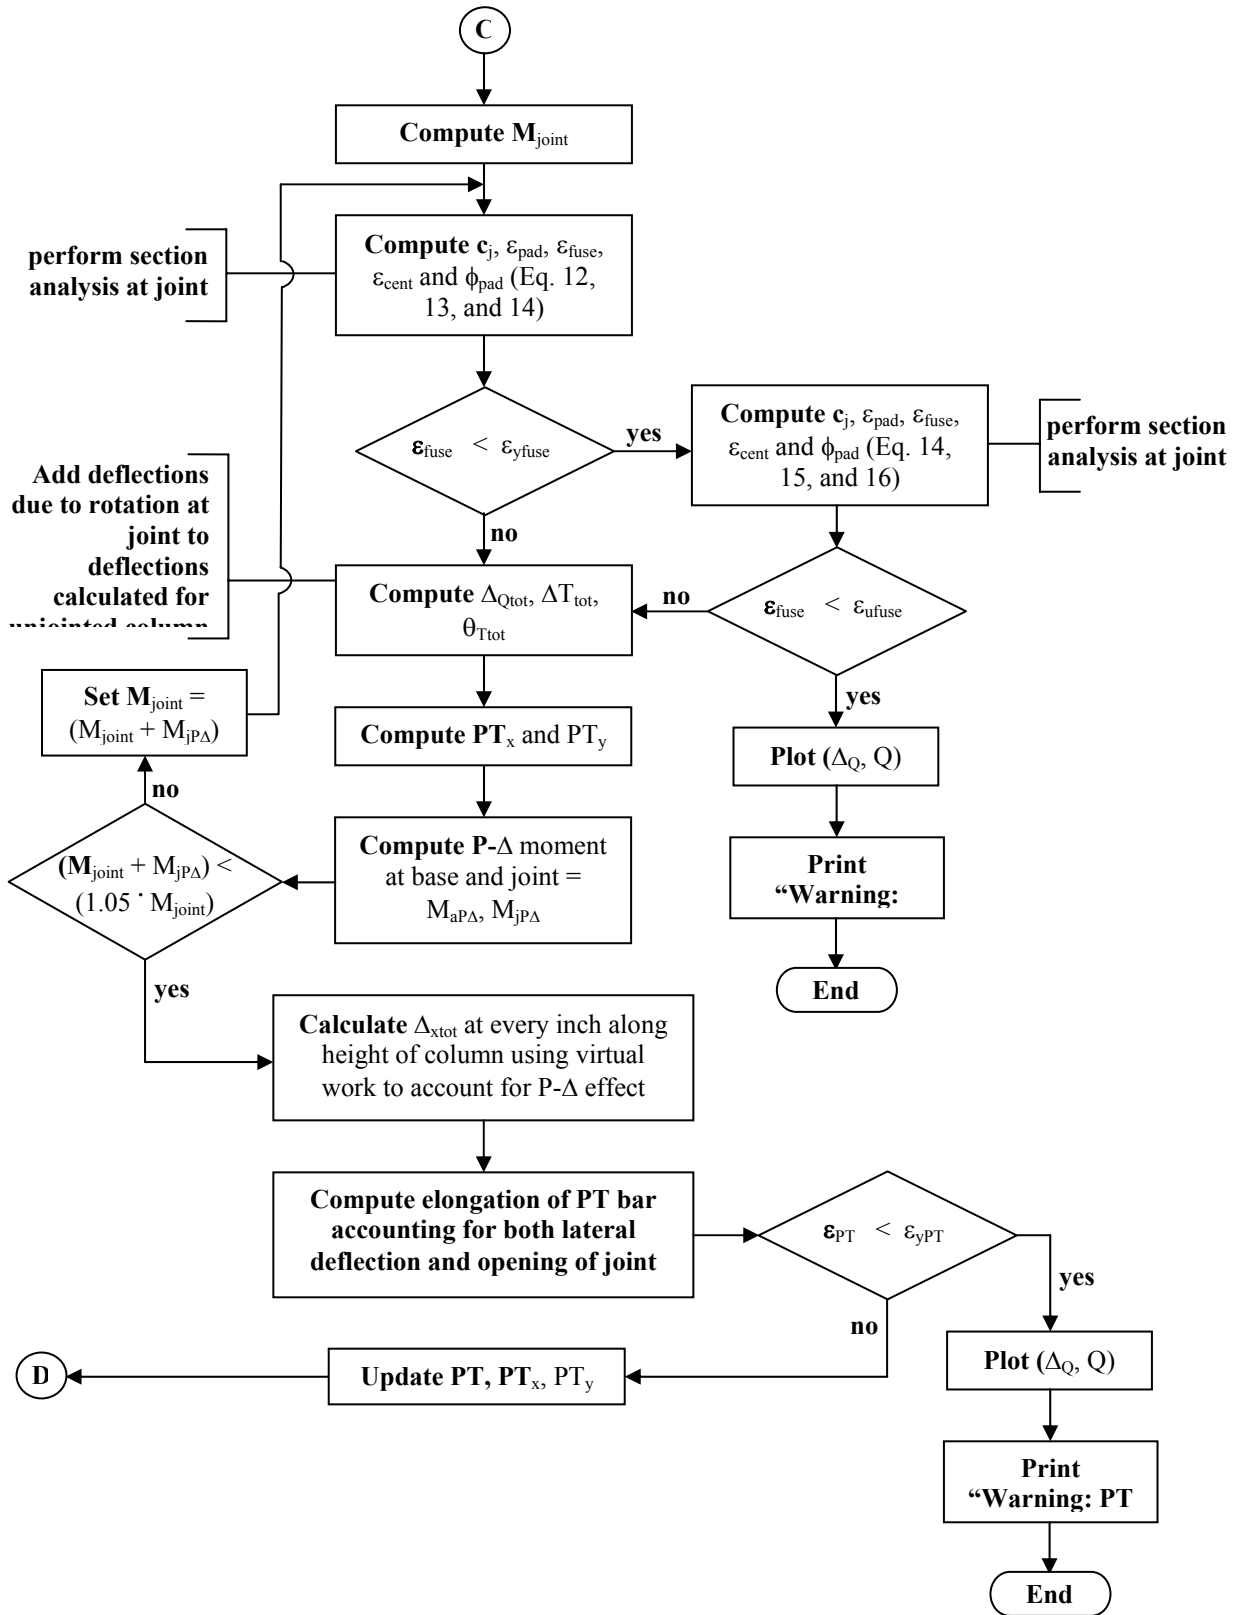 C
Compute M_joint
perform section
analysis at joint
Compute c_j, ε_pad, ε_fuse,
ε_cent and ϕ_pad (Eq. 12,
13, and 14)
ε_fuse < ε_yfuse
yes
no
Compute c_j, ε_pad, ε_fuse,
ε_cent and ϕ_pad (Eq. 14,
15, and 16)
perform section
analysis at joint
Add deflections
due to rotation at
joint to
deflections
calculated for
unjointed column
Compute Δ_Qtot, ΔT_tot,
θ_Ttot
no
ε_fuse < ε_ufuse
yes
Set M_joint =
(M_joint + M_jPΔ)
Compute PT_x and PT_y
Plot (Δ_Q, Q)
no
(M_joint + M_jPΔ) <
(1.05 · M_joint)
yes
Compute P-Δ moment
at base and joint =
M_aPΔ, M_jPΔ
Print
“Warning:
End
Calculate Δ_xtot at every inch along
height of column using virtual
work to account for P-Δ effect
Compute elongation of PT bar
accounting for both lateral
deflection and opening of joint
ε_PT < ε_yPT
yes
no
D
Update PT, PT_x, PT_y
Plot (Δ_Q, Q)
Print
“Warning: PT
End